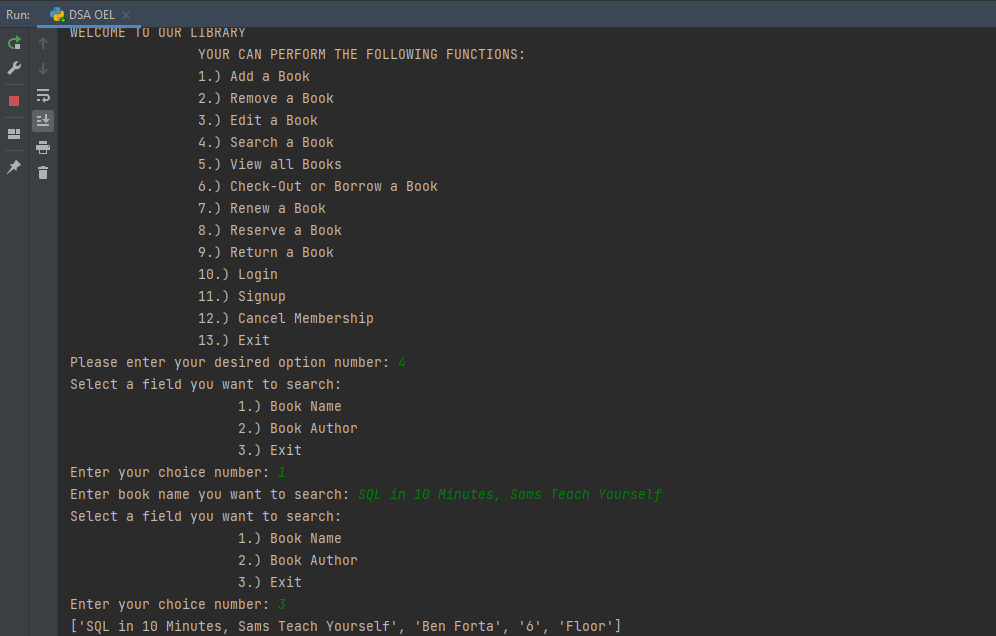 Run: DSA OEL
WELCOME TO OUR LIBRARY
YOUR CAN PERFORM THE FOLLOWING FUNCTIONS:
1.) Add a Book
2.) Remove a Book
3.) Edit a Book
4.) Search a Book
5.) View all Books
6.) Check-Out or Borrow a Book
7.) Renew a Book
8.) Reserve a Book
9.) Return a Book
10.) Login
11.) Signup
12.) Cancel Membership
13.) Exit
Please enter your desired option number: 4
Select a field you want to search:
1.) Book Name
2.) Book Author
3.) Exit
Enter your choice number: 1
Enter book name you want to search: SQL in 10 Minutes, Sams Teach Yourself
Select a field you want to search:
1.) Book Name
2.) Book Author
3.) Exit
Enter your choice number: 3
['SQL in 10 Minutes, Sams Teach Yourself', 'Ben Forta', '6', 'Floor']